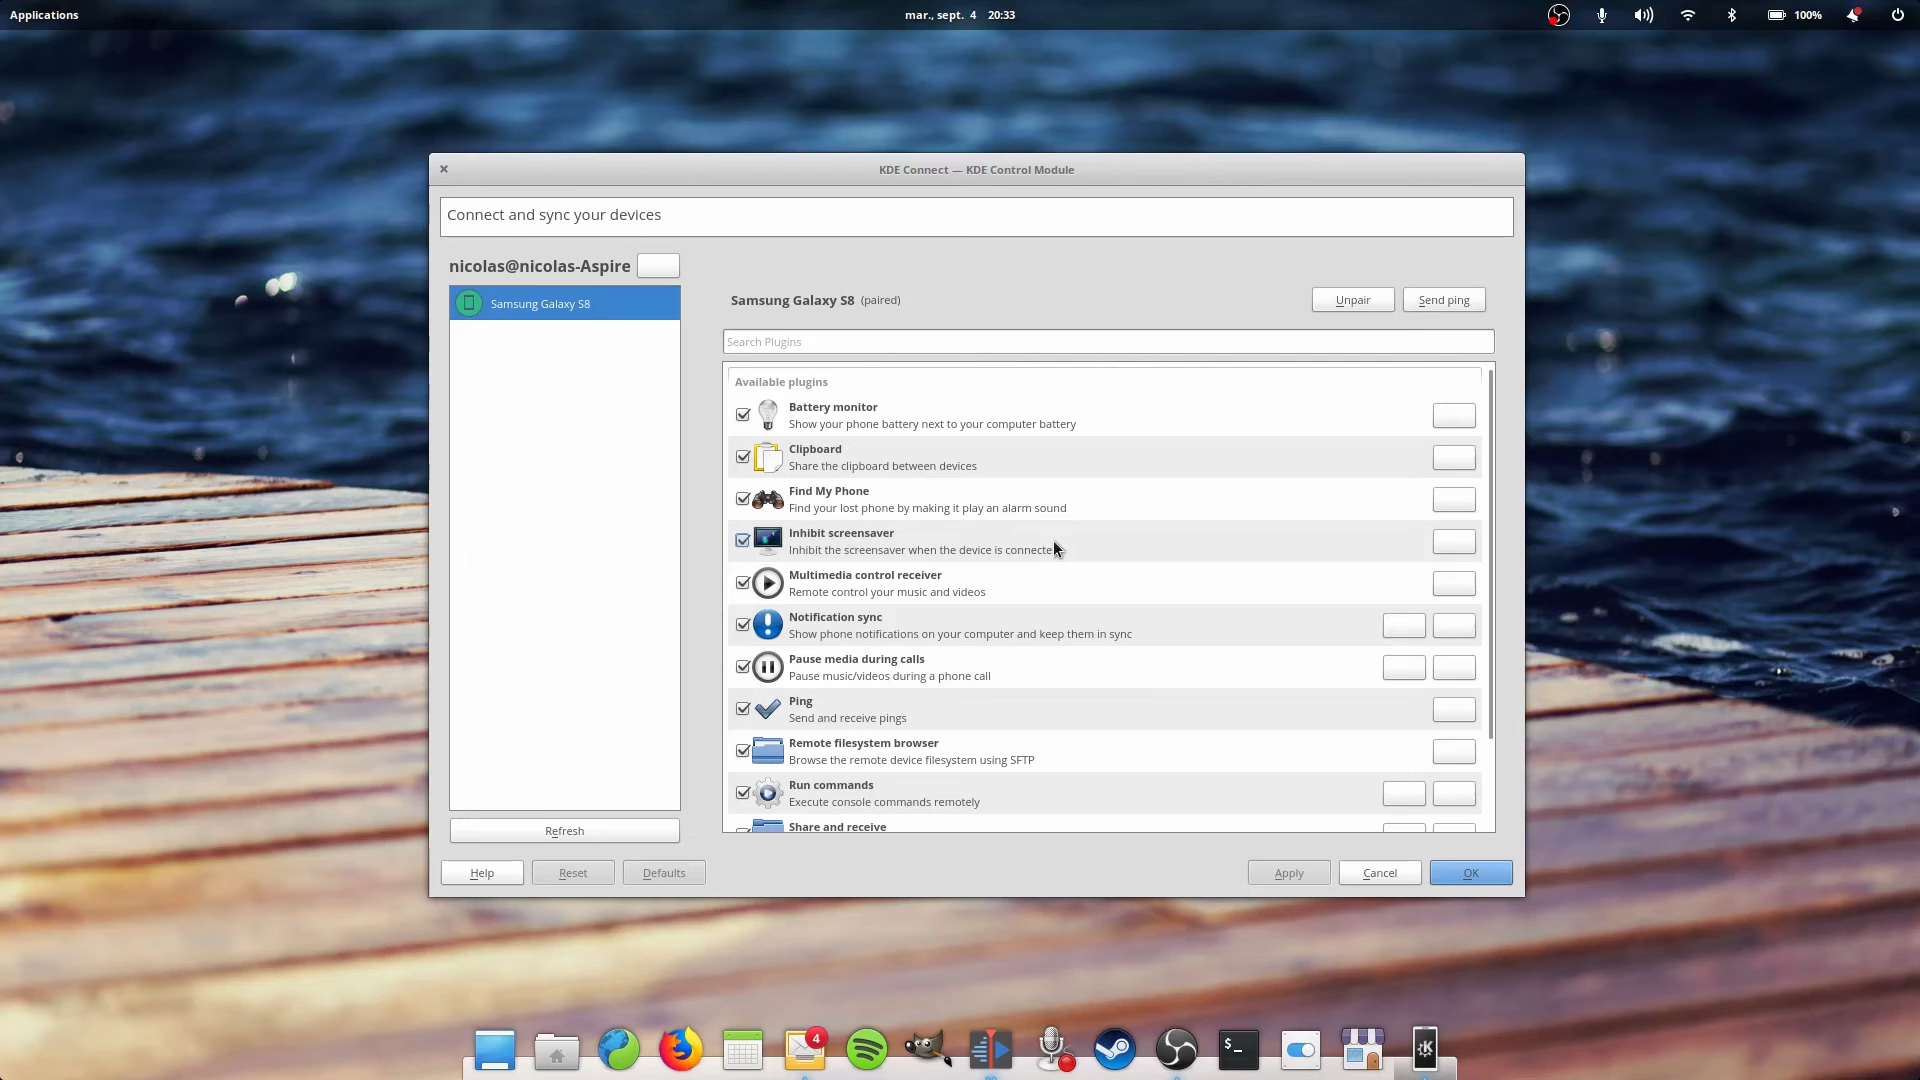 Applications
mar., sept. 4 20:33
100%
KDE Connect — KDE Control Module
Connect and sync your devices
nicolas@nicolas-Aspire
Samsung Galaxy S8
Samsung Galaxy S8 (paired)
Unpair
Send ping
Search Plugins
Available plugins
Battery monitor
Show your phone battery next to your computer battery
Clipboard
Share the clipboard between devices
Find My Phone
Find your lost phone by making it play an alarm sound
Inhibit screensaver
Inhibit the screensaver when the device is connecte
Multimedia control receiver
Remote control your music and videos
Notification sync
Show phone notifications on your computer and keep them in sync
Pause media during calls
Pause music/videos during a phone call
Ping
Send and receive pings
Remote filesystem browser
Browse the remote device filesystem using SFTP
Run commands
Execute console commands remotely
Share and receive
Refresh
Help
Reset
Defaults
Apply
Cancel
OK
4
$_
K